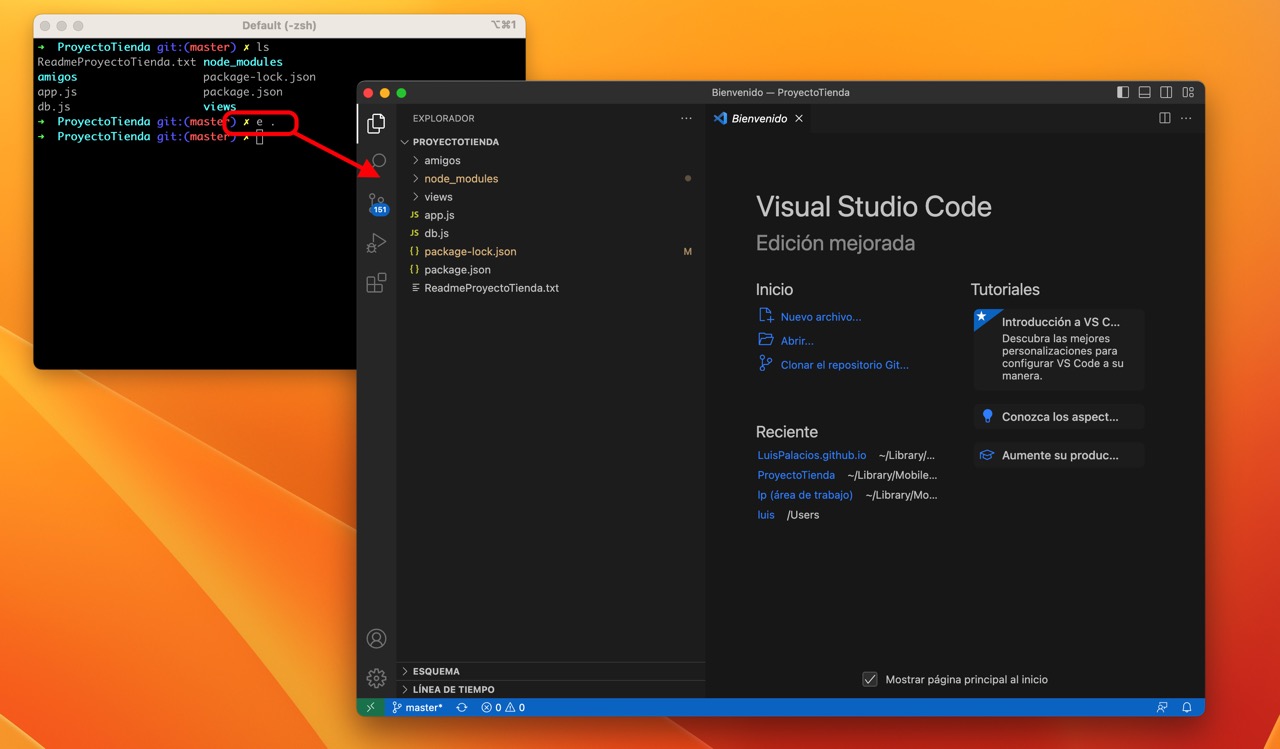 Default (-zsh)
⌥⌘1
➜ ProyectoTienda git:(master) ✗ ls
ReadmeProyectoTienda.txt node_modules
amigos package-lock.json
app.js package.json
db.js views
➜ ProyectoTienda git:(master) ✗ e .
➜ ProyectoTienda git:(master) ✗
Bienvenido — ProyectoTienda
EXPLORADOR
Bienvenido
PROYECTOTIENDA
amigos
node_modules
views
JS app.js
JS db.js
{} package-lock.json M
{} package.json
ReadmeProyectoTienda.txt
151
Visual Studio Code
Edición mejorada
Inicio
Nuevo archivo...
Abrir...
Clonar el repositorio Git...
Reciente
LuisPalacios.github.io ~/Library/...
ProyectoTienda ~/Library/Mobile...
lp (área de trabajo) ~/Library/Mo...
luis /Users
Tutoriales
Introducción a VS C...
Descubra las mejores
personalizaciones para
configurar VS Code a su
manera.
Conozca los aspect...
Aumente su produc...
Mostrar página principal al inicio
ESQUEMA
LÍNEA DE TIEMPO
master* 0 0